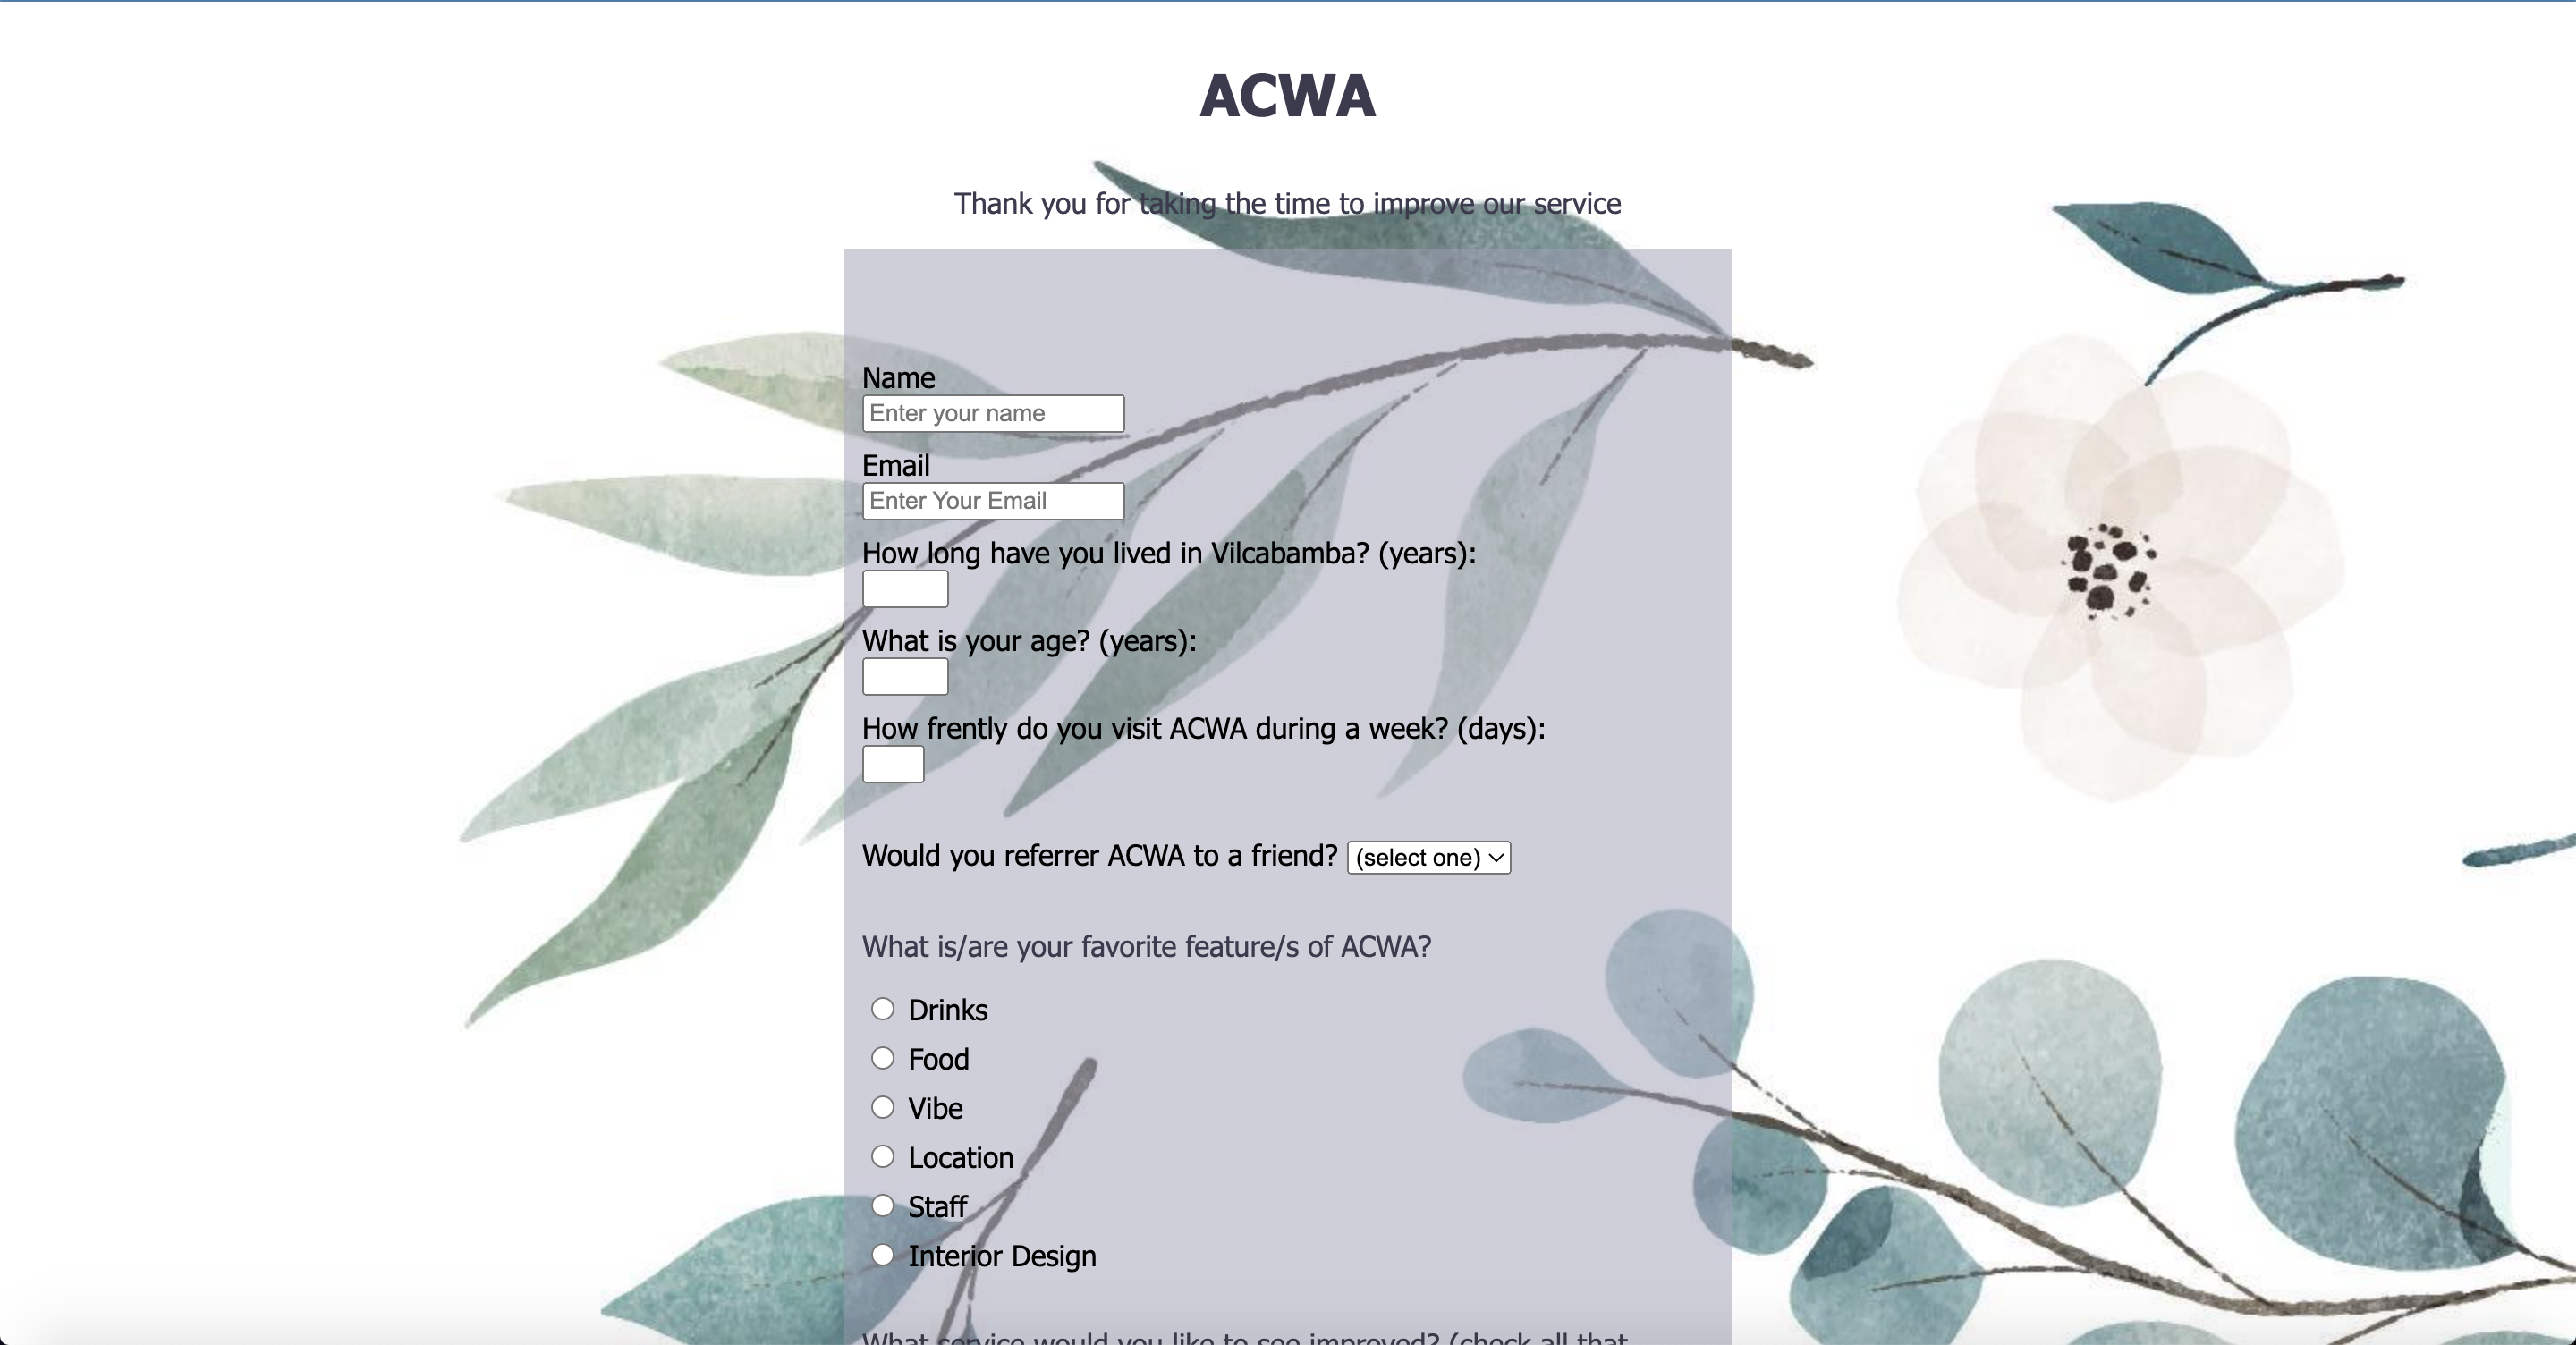 ACWA
Thank you for taking the time to improve our service
Name
Enter your name
Email
Enter Your Email
How long have you lived in Vilcabamba? (years):
What is your age? (years):
How frently do you visit ACWA during a week? (days):
Would you referrer ACWA to a friend? (select one)
What is/are your favorite feature/s of ACWA?
Drinks
Food
Vibe
Location
Staff
Interior Design
What service would you like to see improved? (check all that